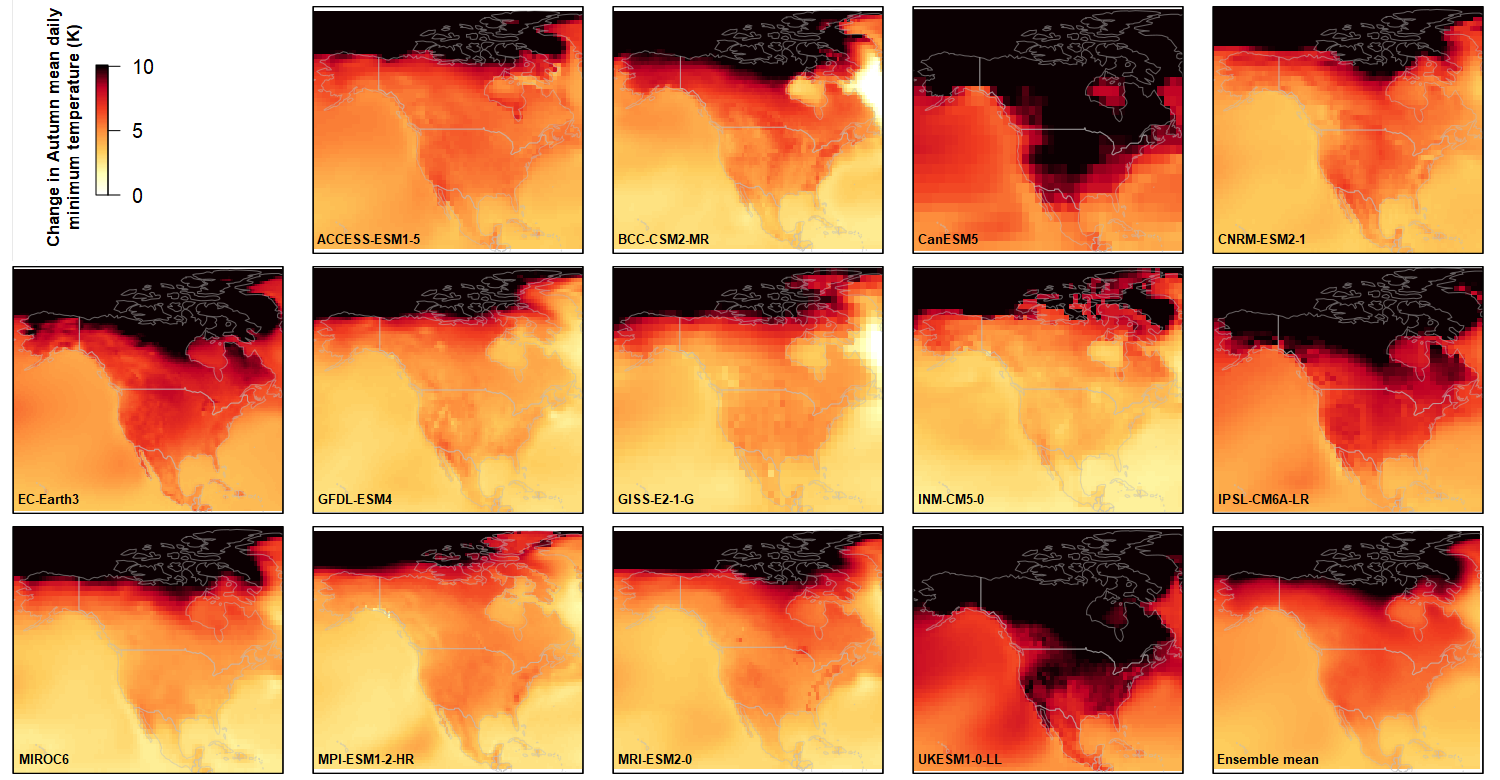 Change in Autumn mean daily
minimum temperature (K)
10
5
0
ACCESS-ESM1-5
BCC-CSM2-MR
CanESM5
CNRM-ESM2-1
EC-Earth3
GFDL-ESM4
GISS-E2-1-G
INM-CM5-0
IPSL-CM6A-LR
MIROC6
MPI-ESM1-2-HR
MRI-ESM2-0
UKESM1-0-LL
Ensemble mean